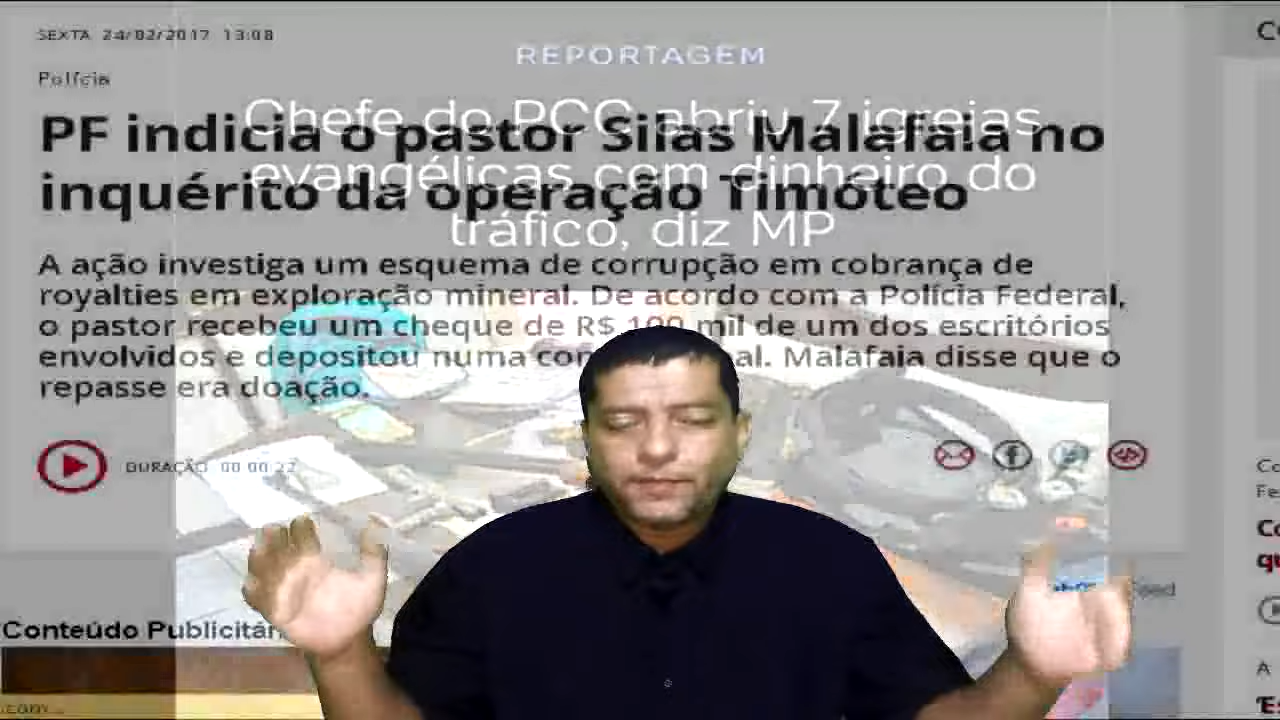 SEXTA 24/02/2017 13:08
REPORTAGEM
Polícia
Chefe do PCC abriu 7 igrejas
evangélicas com dinheiro do
tráfico, diz MP
PF indicia o pastor Silas Malafaia no
inquérito da operação Timóteo
A ação investiga um esquema de corrupção em cobrança de
royalties em exploração mineral. De acordo com a Polícia Federal,
o pastor recebeu um cheque de R$ 100 mil de um dos escritórios
envolvidos e depositou numa al. Malafaia disse que o
repasse era doação.
DURAÇÃO 00:00:22
Conteúdo Publicitár
.com...